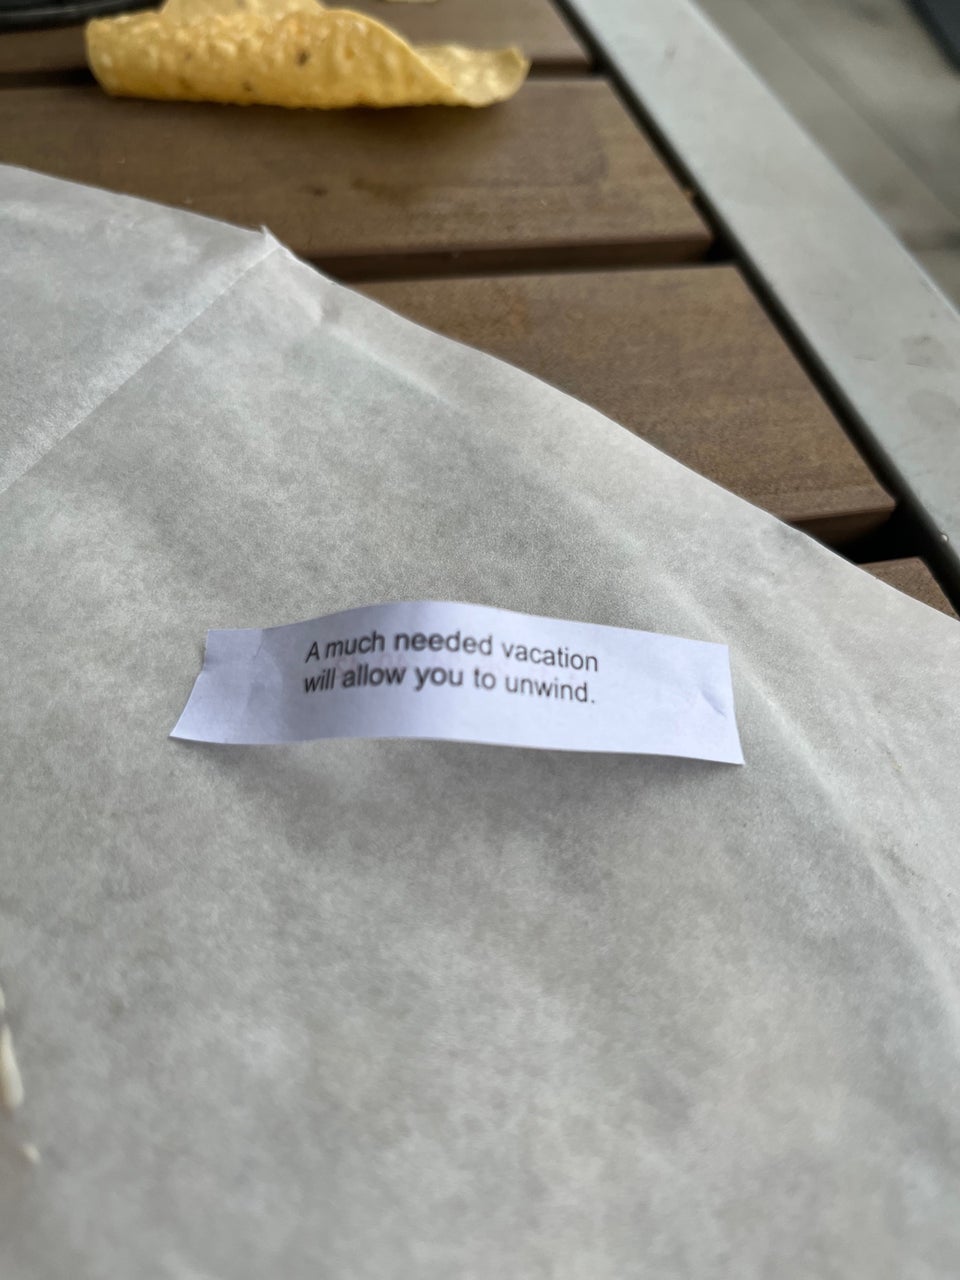 A much needed vacation
will allow you to unwind.